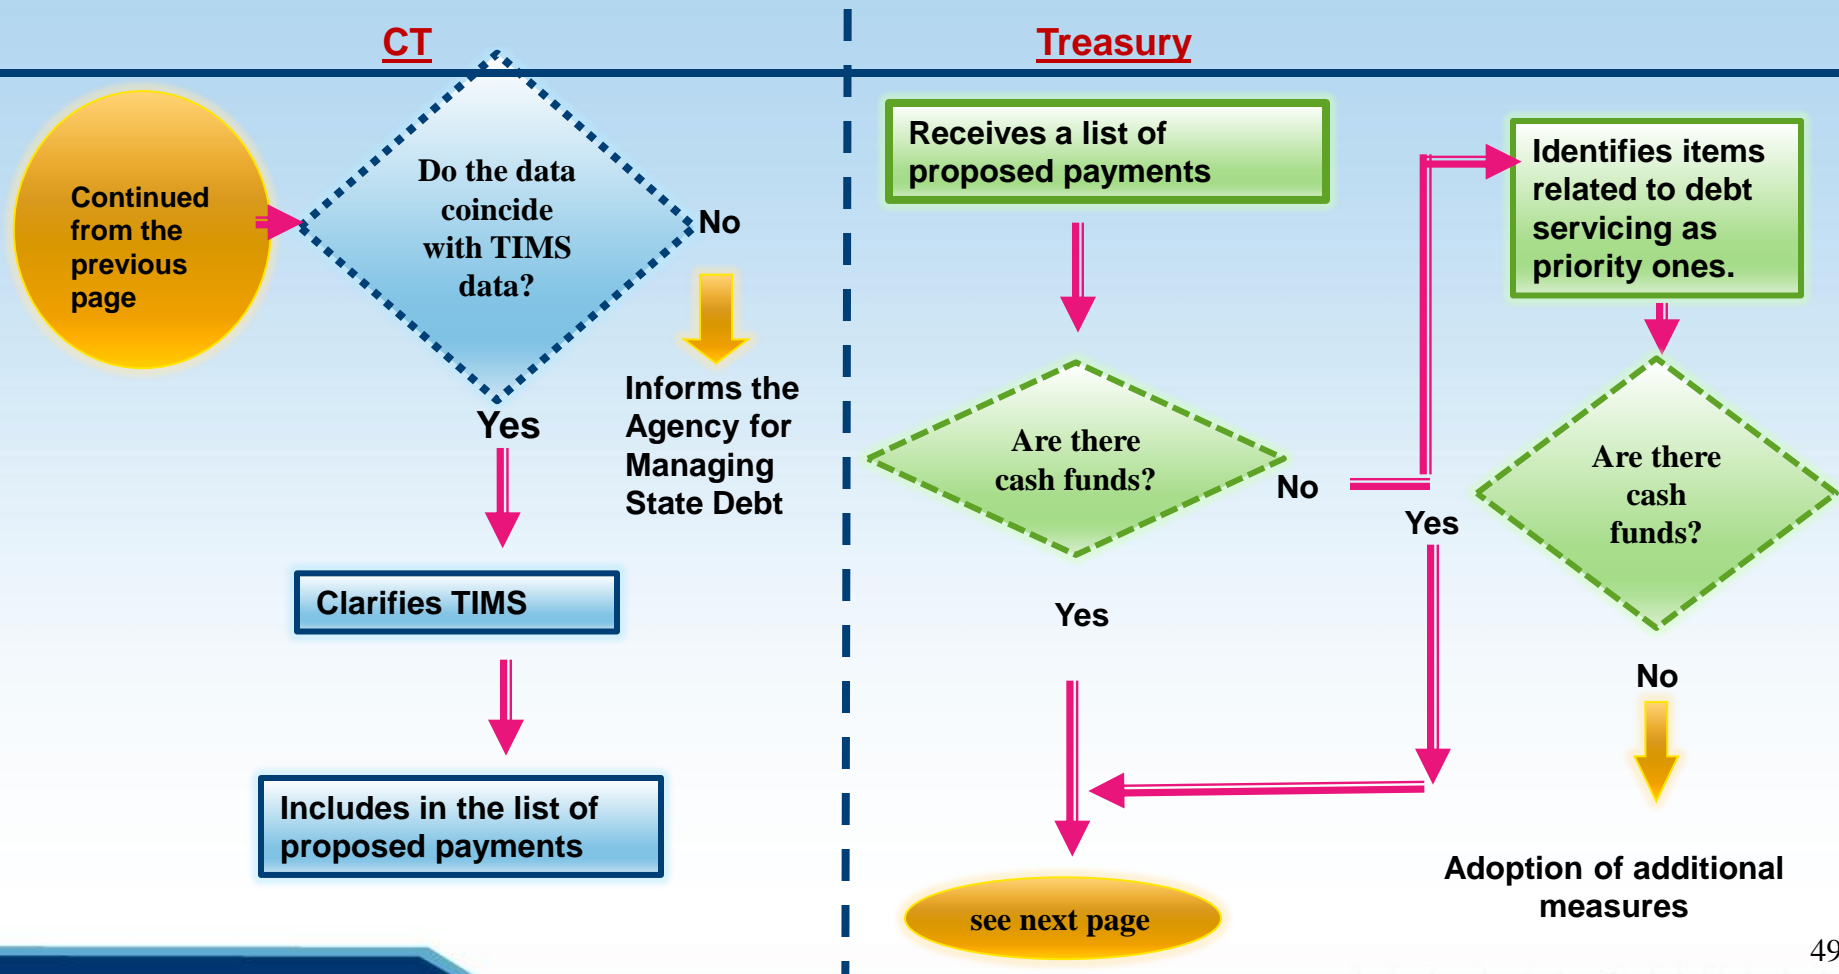 CT
Continued
from the
previous
page
Do the data
coincide
with TIMS
data?
No
Informs the
Agency for
Managing
State Debt
Yes
Clarifies TIMS
Includes in the list of
proposed payments
Treasury
Receives a list of
proposed payments
Are there
cash funds?
No
Yes
Identifies items
related to debt
servicing as
priority ones.
Are there
cash
funds?
Yes
No
Adoption of additional
measures
see next page
49